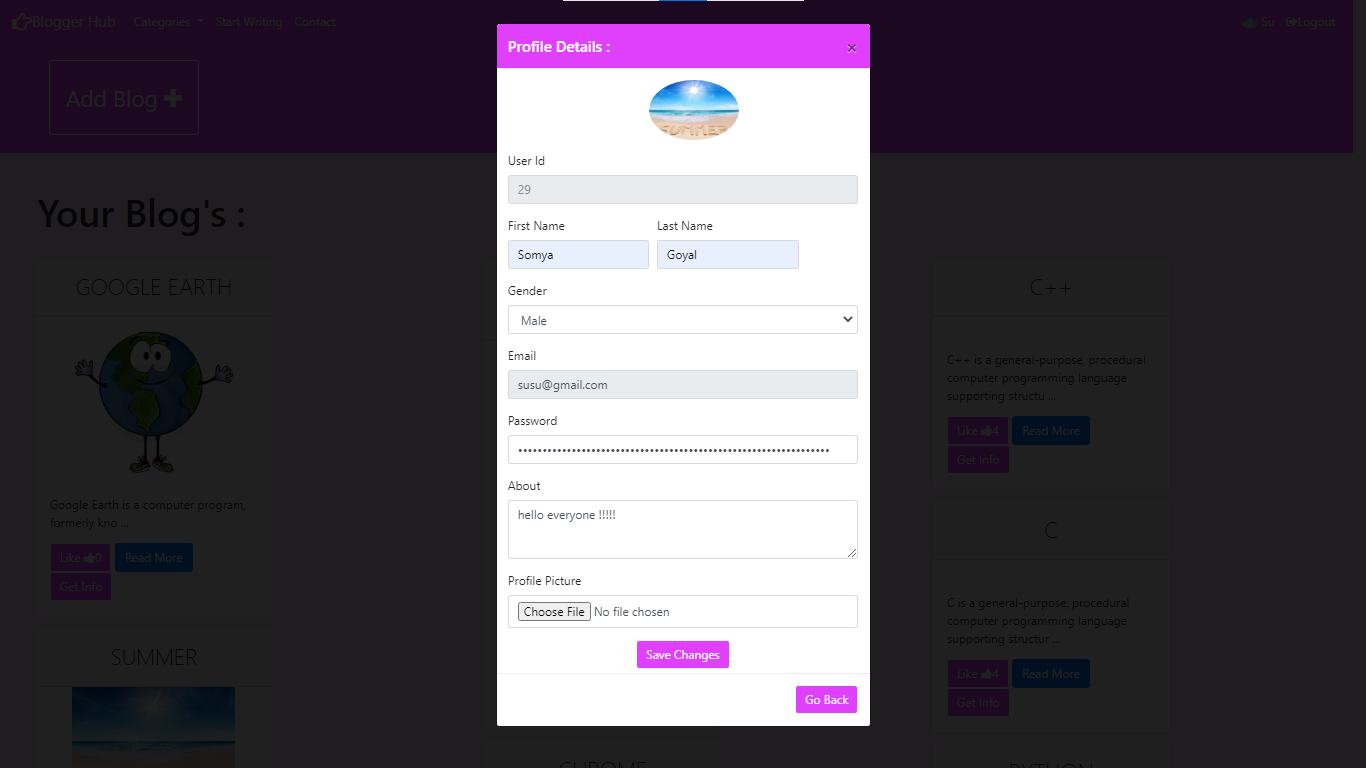 Blogger Hub Categories Start Writing Contact Su Logout
Add Blog
Your Blog's :
GOOGLE EARTH
Google Earth is a computer program,
formerly kno ...
Like 0 Read More
Get Info
SUMMER
Profile Details : ×
SUMMER
User Id
29
First Name Last Name
Somya Goyal
Gender
Male
Email
susu@gmail.com
Password
About
hello everyone !!!!!
Profile Picture
Choose File No file chosen
Save Changes
Go Back
CHROME
C++
C++ is a general-purpose, procedural
computer programming language
supporting structu ...
Like 4 Read More
Get Info
C
C is a general-purpose, procedural
computer programming language
supporting structur ...
Like 4 Read More
Get Info
PYTHON